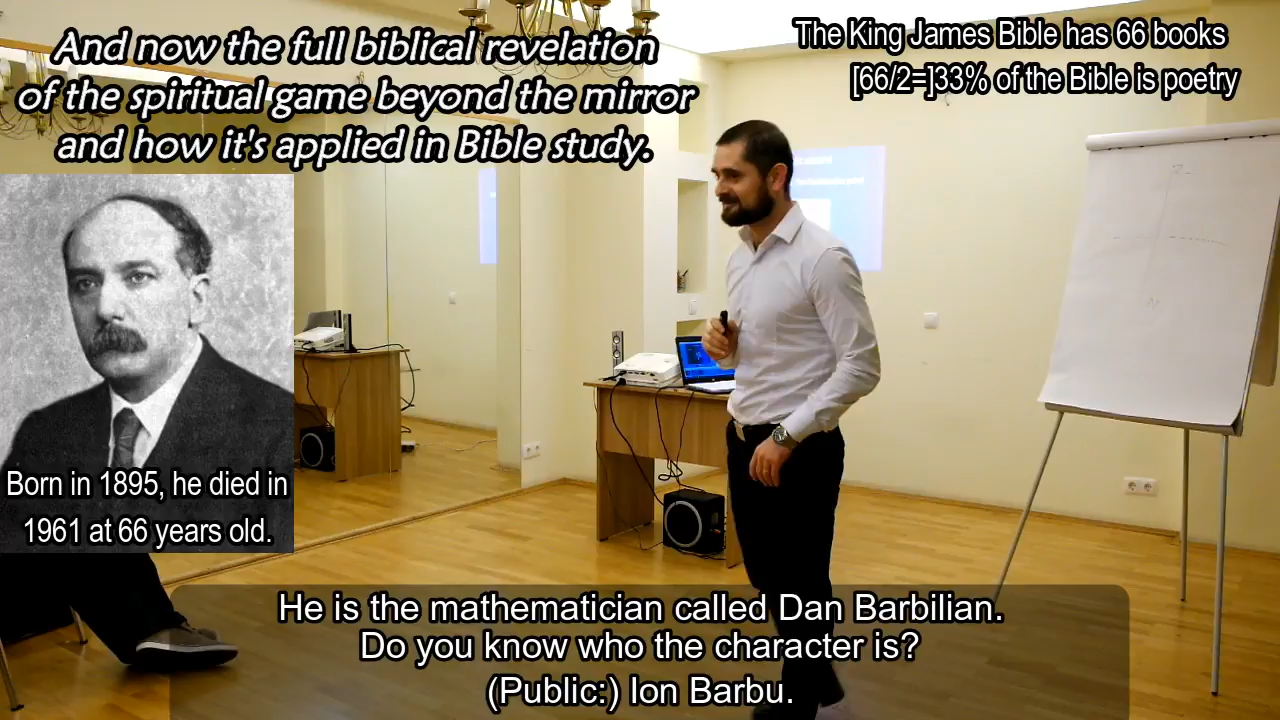 And now the full biblical revelation
of the spiritual game beyond the mirror
and how it's applied in Bible study.
The King James Bible has 66 books
[66/2=]33% of the Bible is poetry
Born in 1895, he died in
1961 at 66 years old.
He is the mathematician called Dan Barbilian.
Do you know who the character is?
(Public:) Ion Barbu.